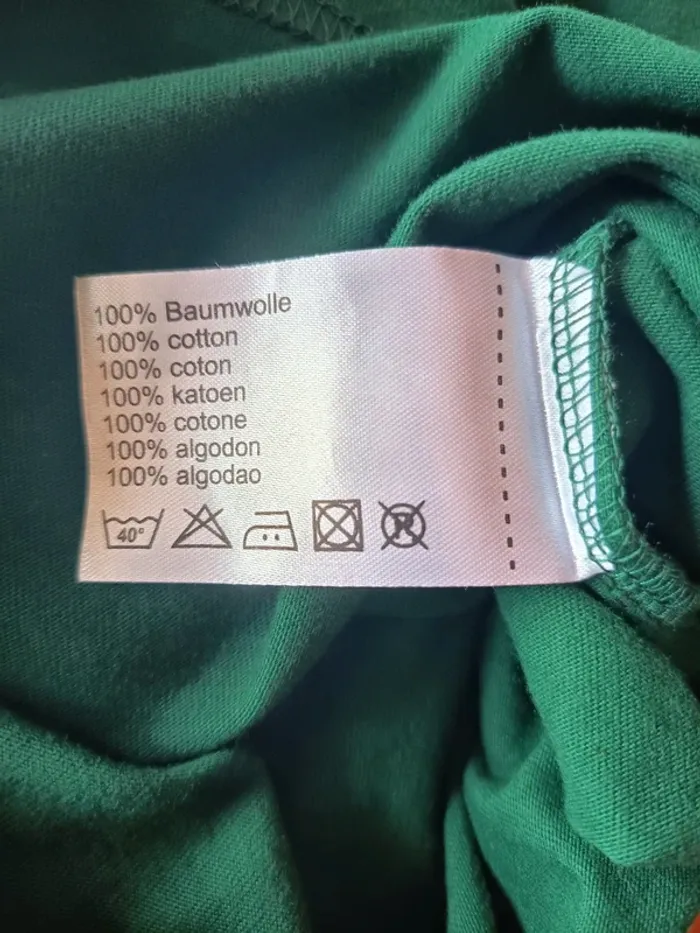 100% Baumwolle
100% cotton
100% coton
100% katoen
100% cotone
100% algodon
100% algodao
40° R